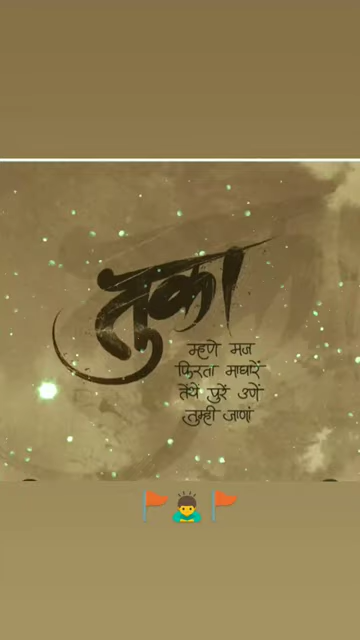 तुका
म्हणे मज
फिरता माघारें
तेंथें पुरें उणें
तुम्ही जाणां
🚩🙇🚩